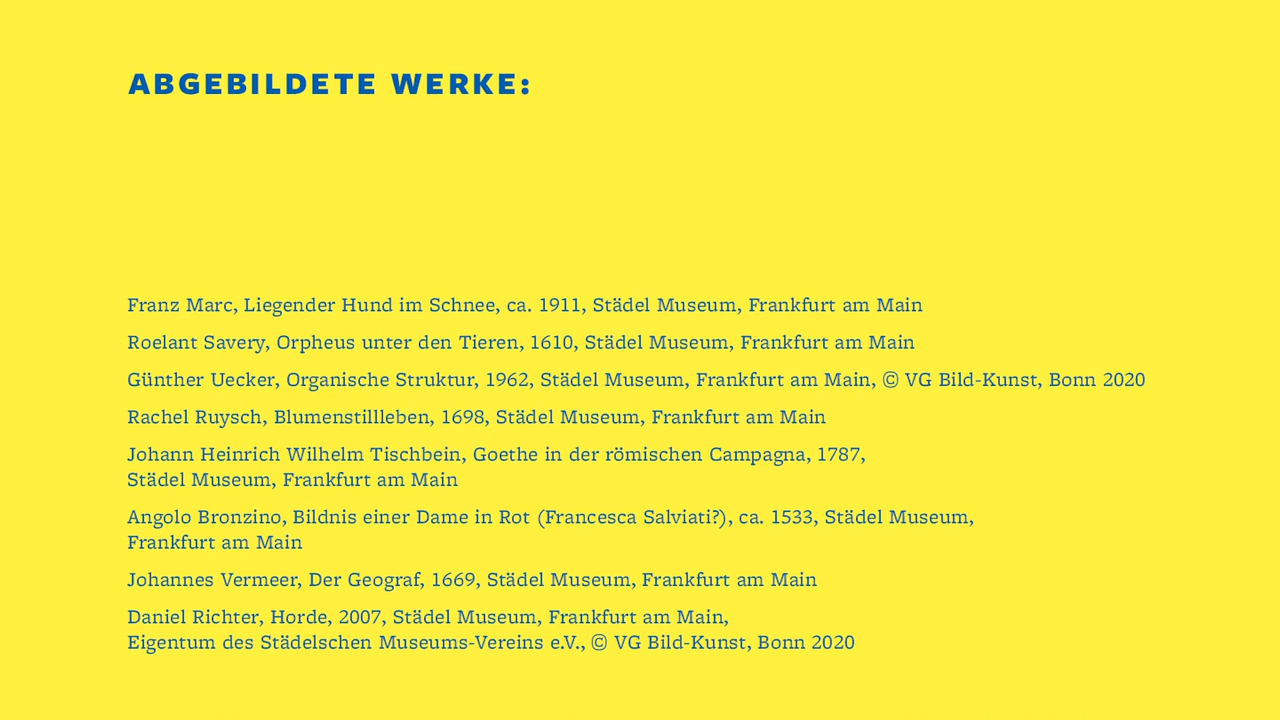 ABGEBILDETE WERKE:
Franz Marc, Liegender Hund im Schnee, ca. 1911, Städel Museum, Frankfurt am Main
Roelant Savery, Orpheus unter den Tieren, 1610, Städel Museum, Frankfurt am Main
Günther Uecker, Organische Struktur, 1962, Städel Museum, Frankfurt am Main, © VG Bild-Kunst, Bonn 2020
Rachel Ruysch, Blumenstillleben, 1698, Städel Museum, Frankfurt am Main
Johann Heinrich Wilhelm Tischbein, Goethe in der römischen Campagna, 1787,
Städel Museum, Frankfurt am Main
Angolo Bronzino, Bildnis einer Dame in Rot (Francesca Salviati?), ca. 1533, Städel Museum,
Frankfurt am Main
Johannes Vermeer, Der Geograf, 1669, Städel Museum, Frankfurt am Main
Daniel Richter, Horde, 2007, Städel Museum, Frankfurt am Main,
Eigentum des Städelschen Museums-Vereins e.V., © VG Bild-Kunst, Bonn 2020